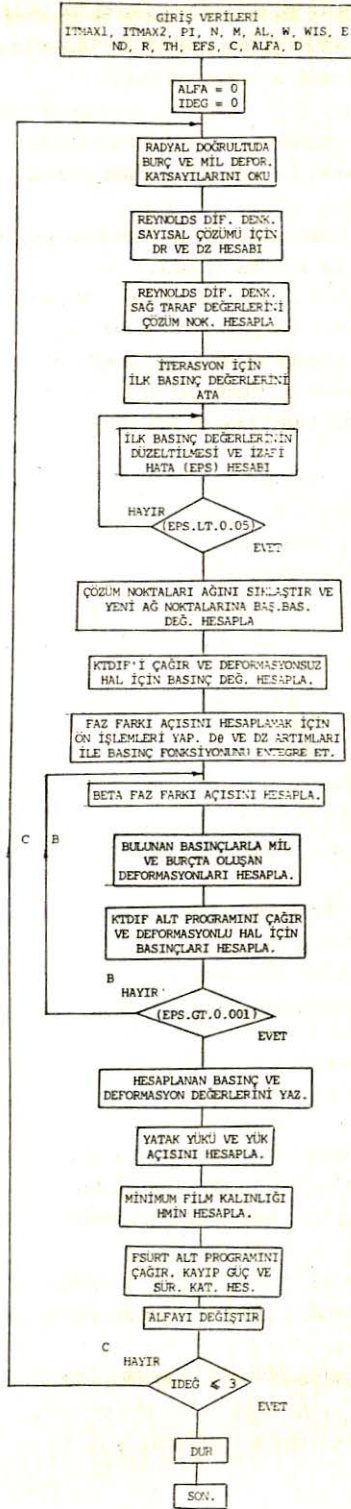 GİRİŞ VERİLERİ
ITMAX1, ITMAX2, PI, N, M, AL, W, WIS, E
ND, R, TH, EFS, C, ALFA, D
ALFA = 0
IDEG = 0
RADYAL DOĞRULTUDA
BURÇ VE MİL DEFOR.
KATSAYILARINI OKU
REYNOLDS DİF. DENK.
SAYISAL ÇÖZÜMÜ İÇİN
DR VE DZ HESABI
REYNOLDS DİF. DENK.
SAĞ TARAF DEĞERLERİNİ
ÇÖZÜM NOK. HESAPLA
İTERASYON İÇİN
İLK BASINÇ DEĞERLERİNİ
ATA
İLK BASINÇ DEĞERLERİNİN
DÜZELTİLMESİ VE İZAFİ
HATA (EPS) HESABI
HAYIR
(EPS.LT.0.05)
EVET
ÇÖZÜM NOKTALARI AĞINI SIKLAŞTIR VE
YENİ AĞ NOKTALARINA BAŞ.BAS.
DEĞ. HESAPLA
KTDIF'İ ÇAĞIR VE DEFORMASYONSUZ
HAL İÇİN BASINÇ DEĞ. HESAPLA.
FAZ FARKI AÇISINI HESAPLAMAK İÇİN
ÖN İŞLEMLERİ YAP. Dθ VE DZ ARTIMLARI
İLE BASINÇ FONKSİYONUNU ENTEGRE ET.
BETA FAZ FARKI AÇISINI HESAPLA.
C B
BULUNAN BASINÇLARLA MİL
VE BURÇTA OLUŞAN
DEFORMASYONLARI HESAPLA.
KTDIF ALT PROGRAMINI ÇAĞIR
VE DEFORMASYONLU HAL İÇİN
BASINÇLARI HESAPLA.
B
HAYIR
(EPS.GT.0.001)
EVET
HESAPLANAN BASINÇ VE
DEFORMASYON DEĞERLERİNİ YAZ.
YATAK YÜKÜ VE YÜK
AÇISINI HESAPLA.
MİNİMUM FİLM KALINLIĞI
HMIN HESAPLA.
FSURT ALT PROGRAMINI
ÇAĞIR. KAYIP GÜÇ VE
SÜR. KAT. HES.
ALFAYI DEĞİŞTİR
C
HAYIR
IDEĞ ≤ 3
EVET
DUR
SON.